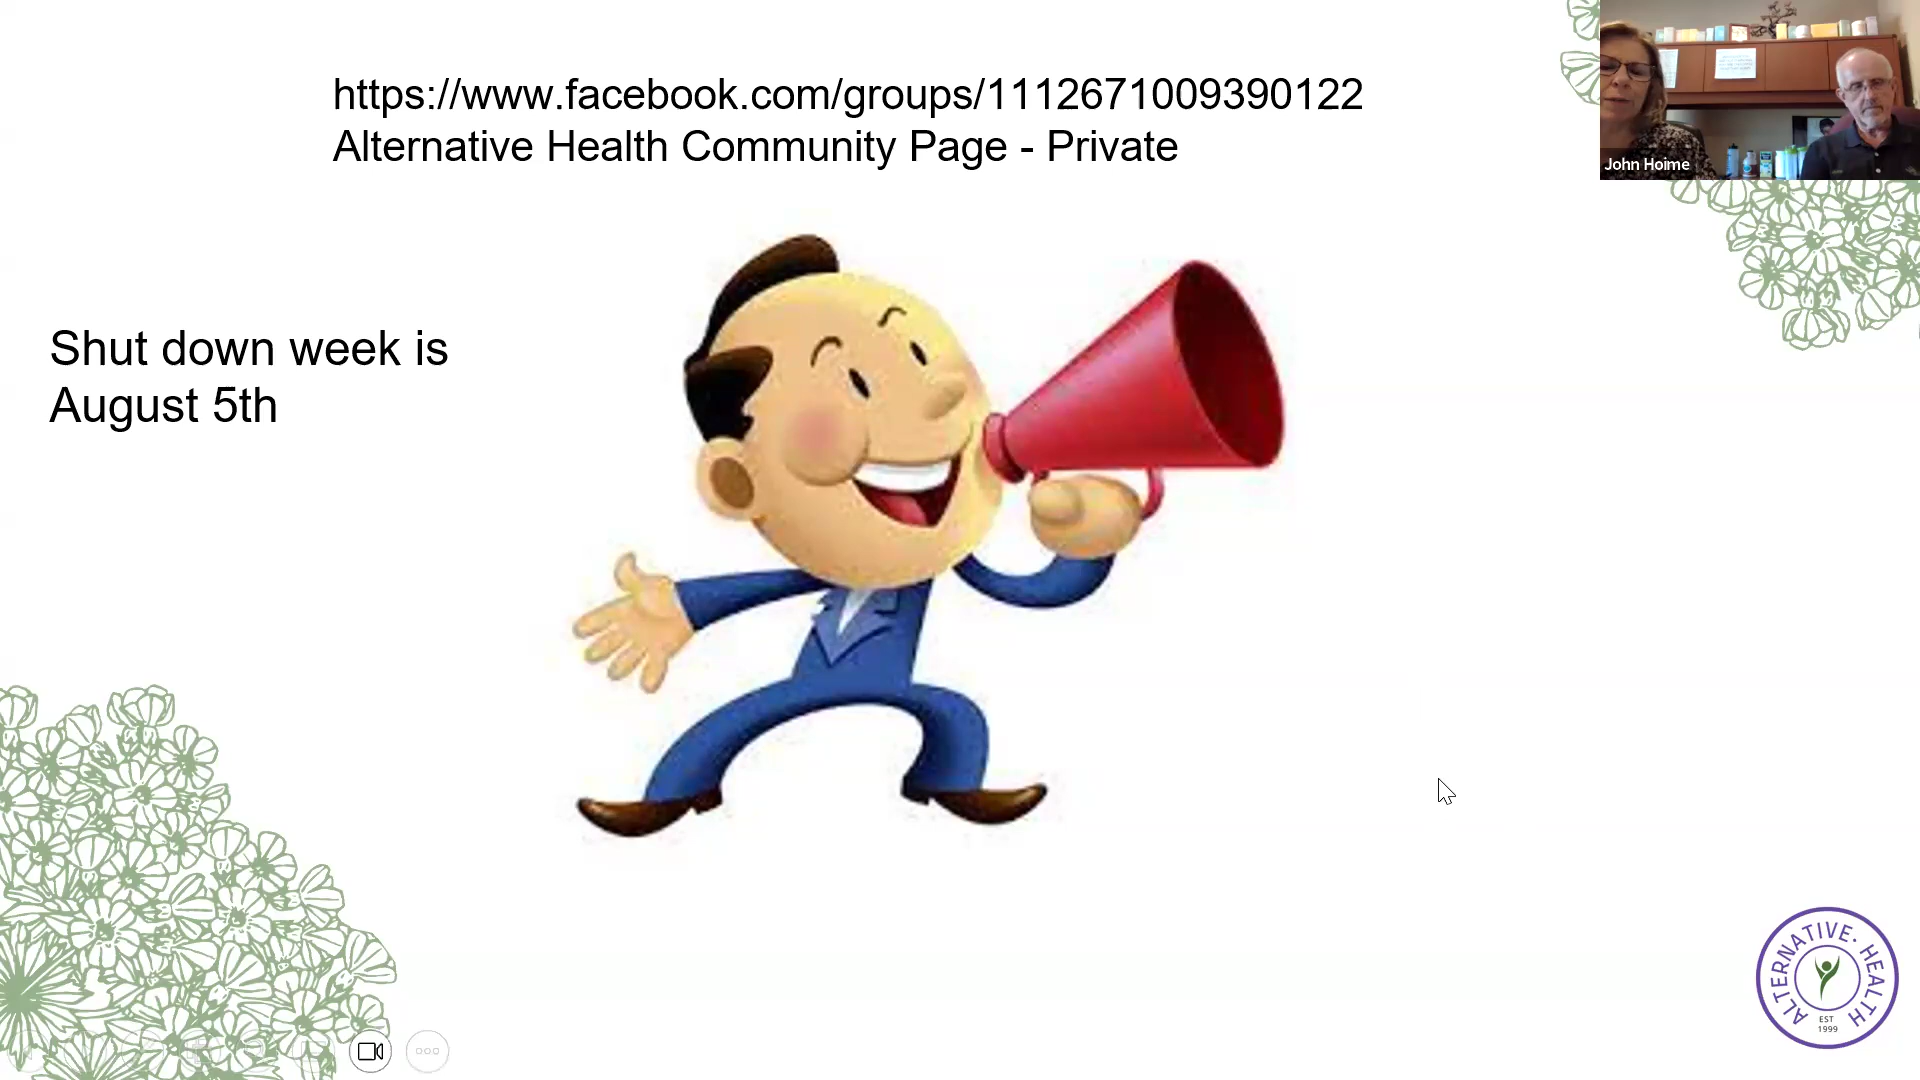 https://www.facebook.com/groups/1112671009390122
Alternative Health Community Page - Private
John Hoime
Shut down week is
August 5th
ALTERNATIVE · HEALTH
EST
1999